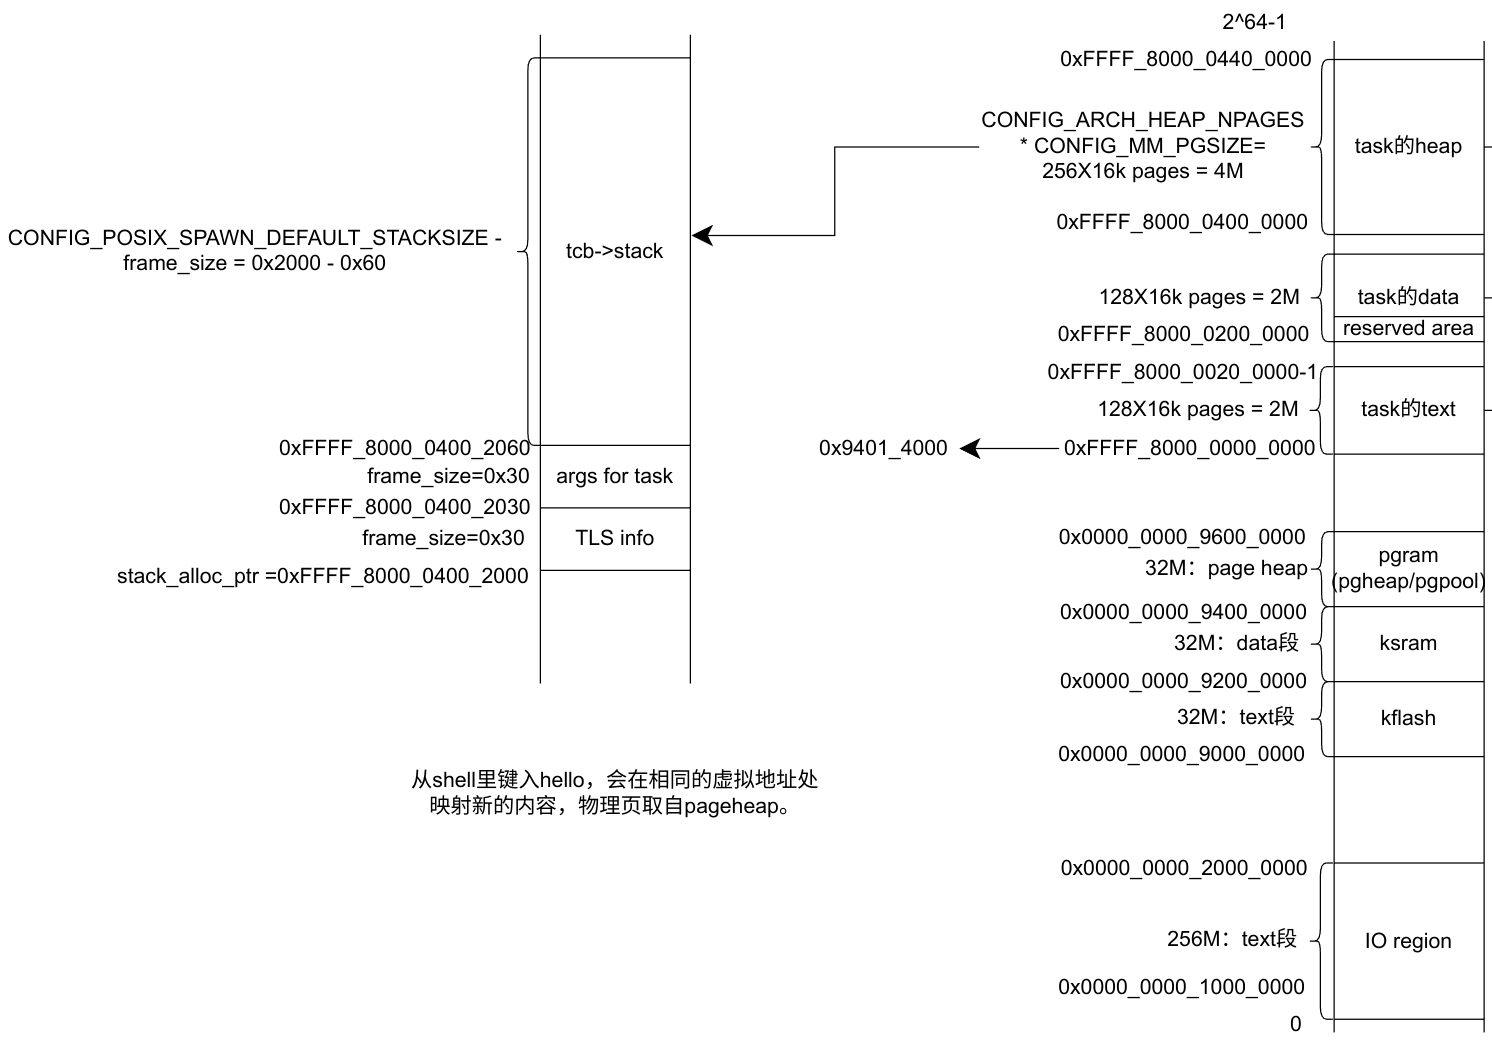 2^64-1
0xFFFF_8000_0440_0000
CONFIG_ARCH_HEAP_NPAGES
* CONFIG_MM_PGSIZE=
256X16k pages = 4M
task的heap
0xFFFF_8000_0400_0000
CONFIG_POSIX_SPAWN_DEFAULT_STACKSIZE -
frame_size = 0x2000 - 0x60
tcb->stack
128X16k pages = 2M
task的data
reserved area
0xFFFF_8000_0200_0000
0xFFFF_8000_0020_0000-1
128X16k pages = 2M
task的text
0x9401_4000
0xFFFF_8000_0000_0000
0xFFFF_8000_0400_2060
frame_size=0x30
args for task
0xFFFF_8000_0400_2030
frame_size=0x30
TLS info
stack_alloc_ptr =0xFFFF_8000_0400_2000
0x0000_0000_9600_0000
32M：page heap
pgram
(pgheap/pgpool)
0x0000_0000_9400_0000
32M：data段
ksram
0x0000_0000_9200_0000
32M：text段
kflash
0x0000_0000_9000_0000
从shell里键入hello，会在相同的虚拟地址处
映射新的内容，物理页取自pageheap。
0x0000_0000_2000_0000
256M：text段
IO region
0x0000_0000_1000_0000
0